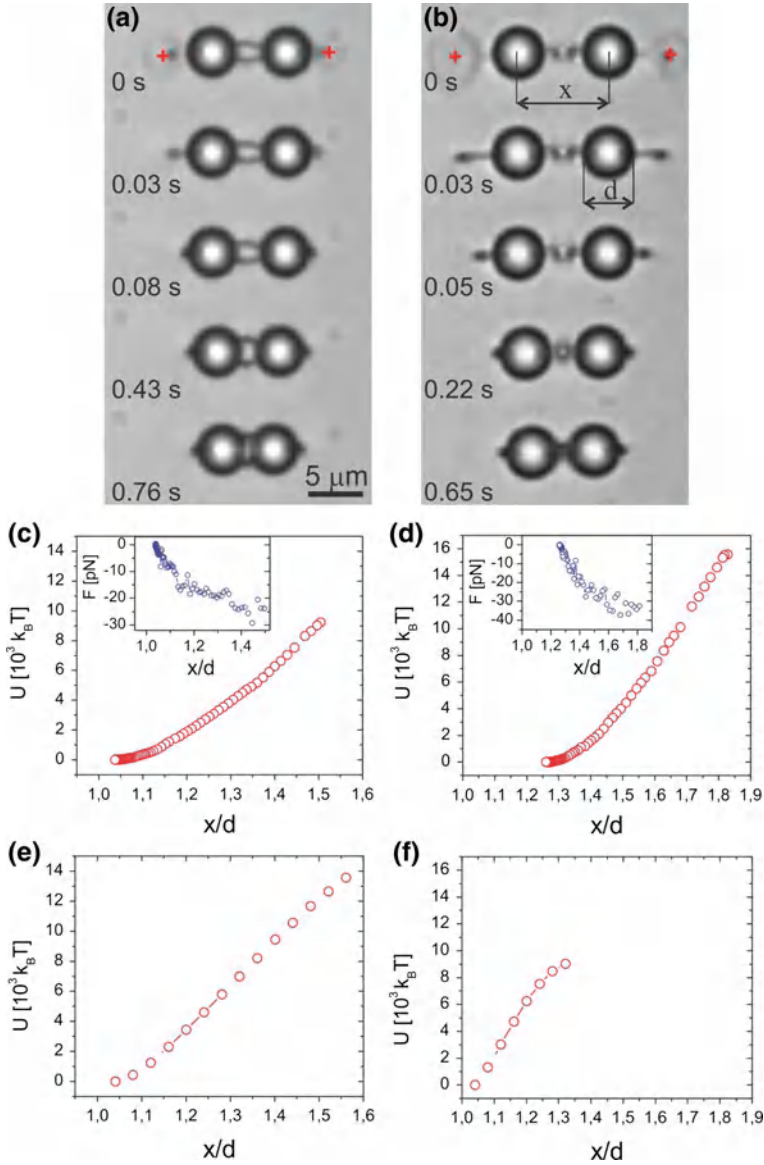 (a)
0 s
0.03 s
0.08 s
0.43 s
0.76 s
5 μm
(b)
0 s
x
0.03 s
d
0.05 s
0.22 s
0.65 s
(c)
U [10³ k_BT]
14
12
10
8
6
4
2
0
1,0 1,1 1,2 1,3 1,4 1,5 1,6
x/d
F [pN]
0
-10
-20
-30
1,0 1,2 1,4
x/d
(d)
U [10³ k_BT]
16
14
12
10
8
6
4
2
0
1,0 1,1 1,2 1,3 1,4 1,5 1,6 1,7 1,8 1,9
x/d
F [pN]
0
-10
-20
-30
-40
1,0 1,2 1,4 1,6 1,8
x/d
(e)
U [10³ k_BT]
14
12
10
8
6
4
2
0
1,0 1,1 1,2 1,3 1,4 1,5 1,6
x/d
(f)
U [10³ k_BT]
16
14
12
10
8
6
4
2
0
1,0 1,1 1,2 1,3 1,4 1,5 1,6 1,7 1,8 1,9
x/d